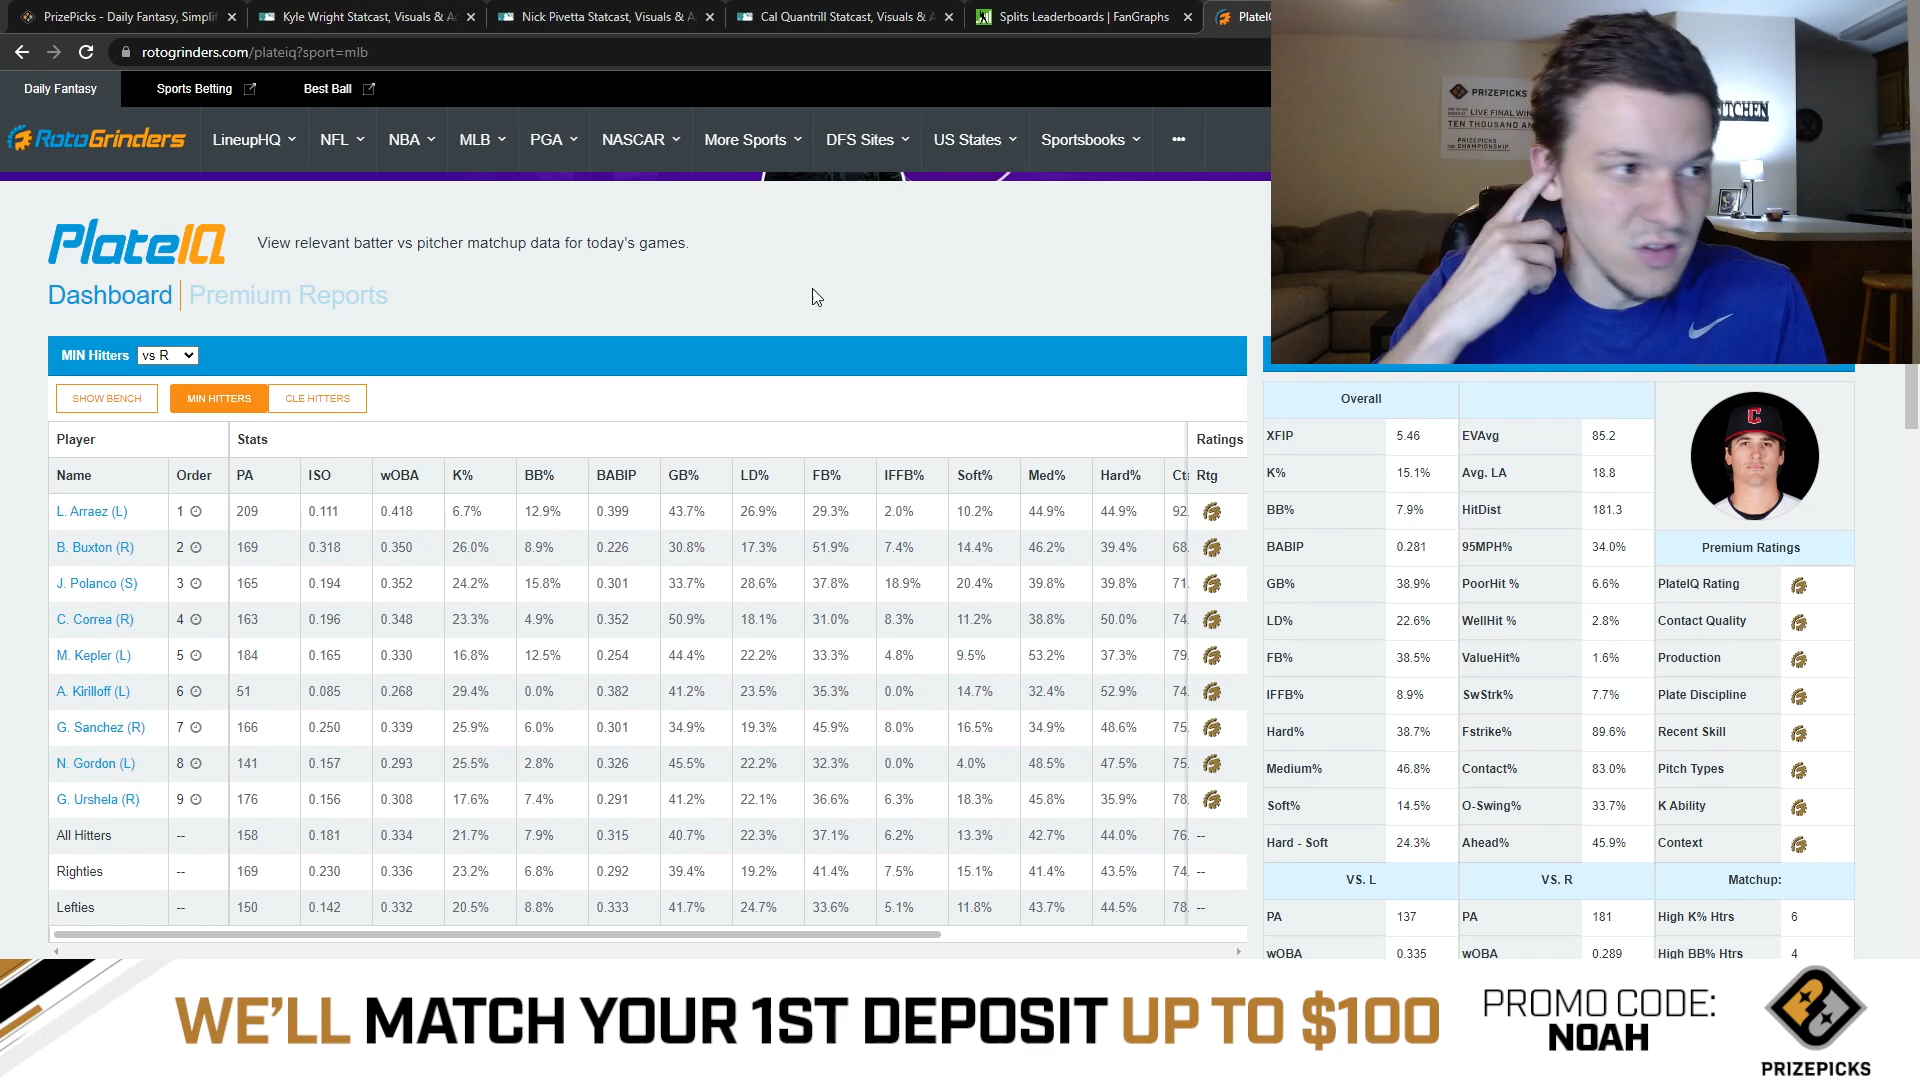 PrizePicks - Daily Fantasy, Simplif
Kyle Wright Statcast, Visuals & A
Nick Pivetta Statcast, Visuals & A
Cal Quantrill Statcast, Visuals & A
Splits Leaderboards | FanGraphs
PlateIQ
rotogrinders.com/plateiq?sport=mlb
Daily Fantasy
Sports Betting
Best Ball
RotoGrinders
LineupHQ
NFL
NBA
MLB
PGA
NASCAR
More Sports
DFS Sites
US States
Sportsbooks
PRIZEPICKS
LIVE FINAL WIN
TEN THOUSAND AN
PRIZEPICKS
CHAMPIONSHIP
ITCHEN
PlateIQ
View relevant batter vs pitcher matchup data for today's games.
Dashboard | Premium Reports
MIN Hitters vs R
SHOW BENCH MIN HITTERS CLE HITTERS
Player Stats Ratings
Name Order PA ISO wOBA K% BB% BABIP GB% LD% FB% IFFB% Soft% Med% Hard% Rtg
L. Arraez (L) 1 209 0.111 0.418 6.7% 12.9% 0.399 43.7% 26.9% 29.3% 2.0% 10.2% 44.9% 44.9% 92.
B. Buxton (R) 2 169 0.318 0.350 26.0% 8.9% 0.226 30.8% 17.3% 51.9% 7.4% 14.4% 46.2% 39.4% 68.
J. Polanco (S) 3 165 0.194 0.352 24.2% 15.8% 0.301 33.7% 28.6% 37.8% 18.9% 20.4% 39.8% 39.8% 71.
C. Correa (R) 4 163 0.196 0.348 23.3% 4.9% 0.352 50.9% 18.1% 31.0% 8.3% 11.2% 38.8% 50.0% 74.
M. Kepler (L) 5 184 0.165 0.330 16.8% 12.5% 0.254 44.4% 22.2% 33.3% 4.8% 9.5% 53.2% 37.3% 79.
A. Kirilloff (L) 6 51 0.085 0.268 29.4% 0.0% 0.382 41.2% 23.5% 35.3% 0.0% 14.7% 32.4% 52.9% 74.
G. Sanchez (R) 7 166 0.250 0.339 25.9% 6.0% 0.301 34.9% 19.3% 45.9% 8.0% 16.5% 34.9% 48.6% 75.
N. Gordon (L) 8 141 0.157 0.293 25.5% 2.8% 0.326 45.5% 22.2% 32.3% 0.0% 4.0% 48.5% 47.5% 75.
G. Urshela (R) 9 176 0.156 0.308 17.6% 7.4% 0.291 41.2% 22.1% 36.6% 6.3% 18.3% 45.8% 35.9% 78.
All Hitters -- 158 0.181 0.334 21.7% 7.9% 0.315 40.7% 22.3% 37.1% 6.2% 13.3% 42.7% 44.0% 76. --
Righties -- 169 0.230 0.336 23.2% 6.8% 0.292 39.4% 19.2% 41.4% 7.5% 15.1% 41.4% 43.5% 74. --
Lefties -- 150 0.142 0.332 20.5% 8.8% 0.333 41.7% 24.7% 33.6% 5.1% 11.8% 43.7% 44.5% 78. --
Overall
XFIP 5.46 EVAvg 85.2
K% 15.1% Avg. LA 18.8
BB% 7.9% HitDist 181.3
BABIP 0.281 95MPH% 34.0% Premium Ratings
GB% 38.9% PoorHit % 6.6% PlateIQ Rating
LD% 22.6% WellHit % 2.8% Contact Quality
FB% 38.5% ValueHit% 1.6% Production
IFFB% 8.9% SwStrk% 7.7% Plate Discipline
Hard% 38.7% Fstrike% 89.6% Recent Skill
Medium% 46.8% Contact% 83.0% Pitch Types
Soft% 14.5% O-Swing% 33.7% K Ability
Hard - Soft 24.3% Ahead% 45.9% Context
VS. L VS. R Matchup:
PA 137 PA 181 High K% Htrs 6
wOBA 0.335 wOBA 0.289 High BB% Htrs 4
WE'LL MATCH YOUR 1ST DEPOSIT UP TO $100
PROMO CODE:
NOAH
PRIZEPICKS